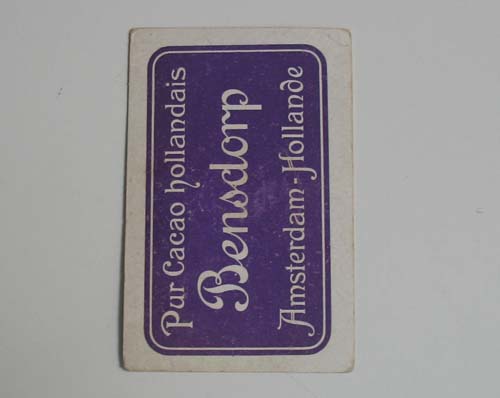 Pur Cacao hollandais
Bensdorp
Amsterdam-Hollande